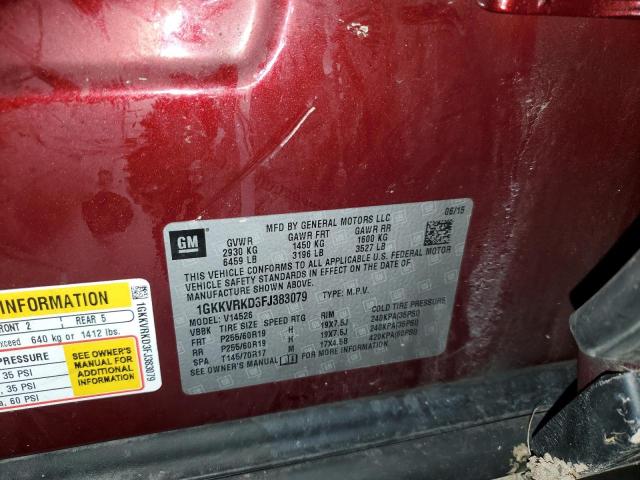 GM
MFD BY GENERAL MOTORS LLC
06/15
GVWR GAWR FRT GAWR RR
2930 KG 1450 KG 1600 KG
6459 LB 3196 LB 3527 LB
THIS VEHICLE CONFORMS TO ALL APPLICABLE U.S. FEDERAL MOTOR
VEHICLE SAFETY STANDARDS IN EFFECT ON THE DATE OF
MANUFACTURE SHOWN ABOVE.
1GKKVRKD3FJ383079 TYPE: M.P.V.
MODEL: V14526
VBBK TIRE SIZE SPEED RTG RIM COLD TIRE PRESSURE
FRT P255/60R19 H 19X7.5J 240KPA(35PSI)
RR P255/60R19 H 19X7.5J 240KPA(35PSI)
SPA T145/70R17 M 17X4.5B 420KPA(60PSI)
SEE OWNER'S MANUAL FOR MORE INFORMATION.
INFORMATION
FRONT 2 REAR 5
exceed 640 kg or 1412 lbs.
PRESSURE
, 35 PSI
, 35 PSI
, 60 PSI
SEE OWNER'S
MANUAL FOR
ADDITIONAL
INFORMATION
1GKKVRKD3FJ383079